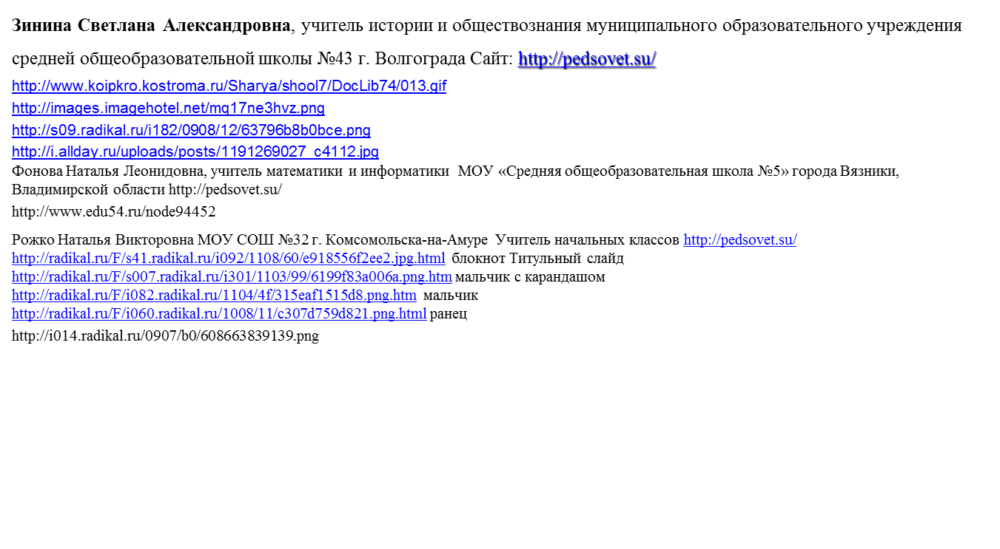 Зинина Светлана Александровна, учитель истории и обществознания муниципального образовательного учреждения
средней общеобразовательной школы №43 г. Волгограда Сайт: http://pedsovet.su/
http://www.koipkro.kostroma.ru/Sharya/shool7/DocLib74/013.gif
http://images.imagehotel.net/mq17ne3hvz.png
http://s09.radikal.ru/i182/0908/12/63796b8b0bce.png
http://i.allday.ru/uploads/posts/1191269027_c4112.jpg
Фонова Наталья Леонидовна, учитель математики и информатики МОУ «Средняя общеобразовательная школа №5» города Вязники,
Владимирской области http://pedsovet.su/
http://www.edu54.ru/node94452
Рожко Наталья Викторовна МОУ СОШ №32 г. Комсомольска-на-Амуре Учитель начальных классов http://pedsovet.su/
http://radikal.ru/F/s41.radikal.ru/i092/1108/60/e918556f2ee2.jpg.html блокнот Титульный слайд
http://radikal.ru/F/s007.radikal.ru/i301/1103/99/6199f83a006a.png.htm мальчик с карандашом
http://radikal.ru/F/i082.radikal.ru/1104/4f/315eaf1515d8.png.htm мальчик
http://radikal.ru/F/i060.radikal.ru/1008/11/c307d759d821.png.html ранец
http://i014.radikal.ru/0907/b0/608663839139.png